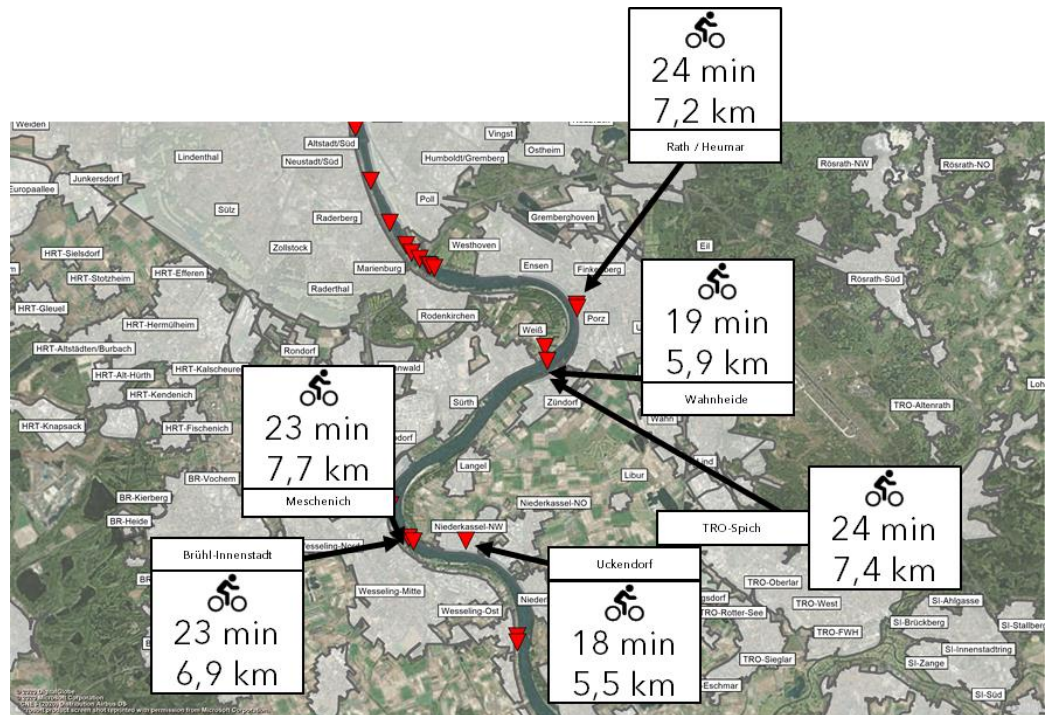 24 min
7,2 km
Rath / Heumar
Weiden
Altstadt/Süd
Vingst
Ostheim
Lindenthal
Neustadt/Süd
Humboldt/Gremberg
Rösrath-NW
Rösrath-NO
Junkersdorf
Europaallee
Poll
Sülz
Raderberg
Gremberghoven
Zollstock
Westhoven
Eil
HRT-Sielsdorf
HRT-Stotzheim
HRT-Efferen
Marienburg
Ensen
Finkenberg
Rösrath-Süd
Raderthal
HRT-Gleuel
Rodenkirchen
Porz
HRT-Hermülheim
Weiß
19 min
5,9 km
Wahnheide
HRT-Altstädten/Burbach
Rondorf
HRT-Alt-Hürth
HRT-Kalscheuren
HRT-Kendenich
Sürth
Zündorf
TRO-Altenrath
HRT-Knapsack
HRT-Fischenich
Wahn
23 min
7,7 km
Meschenich
Langel
Libur
Lind
BR-Vochem
BR-Kierberg
BR-Heide
Niederkassel-NO
Niederkassel-NW
TRO-Spich
24 min
7,4 km
Brühl-Innenstadt
23 min
6,9 km
Wesseling-Mitte
Wesseling-Ost
Uckendorf
18 min
5,5 km
TRO-Oberlar
TRO-West
TRO-Rotter-See
TRO-FWH
TRO-Sieglar
SI-Ahlgasse
SI-Brückberg
SI-Stallberg
SI-Innenstadtring
SI-Zange
SI-Süd